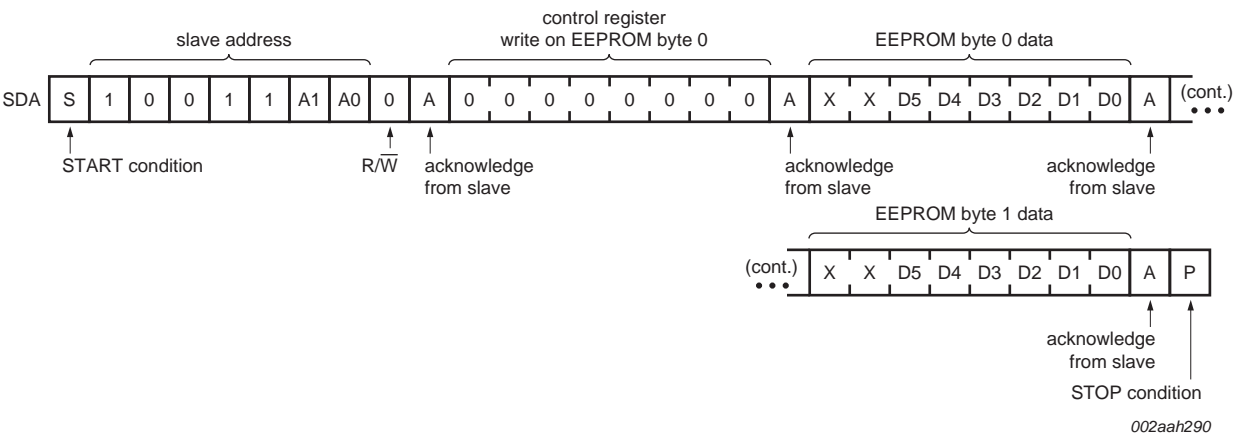 control register
slave address write on EEPROM byte 0 EEPROM byte 0 data
SDA S 1 0 0 1 1 A1 A0 0 A 0 0 0 0 0 0 0 0 A X X D5 D4 D3 D2 D1 D0 A (cont.)
START condition R/W̅ acknowledge acknowledge acknowledge
from slave from slave from slave
EEPROM byte 1 data
(cont.) X X D5 D4 D3 D2 D1 D0 A P
acknowledge
from slave
STOP condition
002aah290